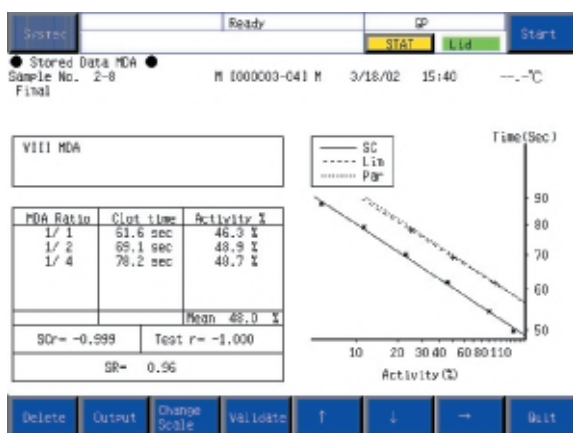 Ready GP
System STAT Lid Start
● Stored Data MDA ●
Sample No. 2-8 M [000003-04] M 3/18/02 15:40 --.-℃
Final
VIII MDA
MDA Ratio Clot time Activity %
1/ 1 61.6 sec 46.3 %
1/ 2 69.1 sec 48.9 %
1/ 4 78.2 sec 48.7 %
Mean 48.0 %
SCr= -0.999 Test r= -1.000
SR= 0.96
Time(Sec)
SC
Lin
Par
90
80
70
60
50
10 20 30 40 60 80 110
Activity(%)
Delete Output Change Scale Validate ↑ ↓ → Quit